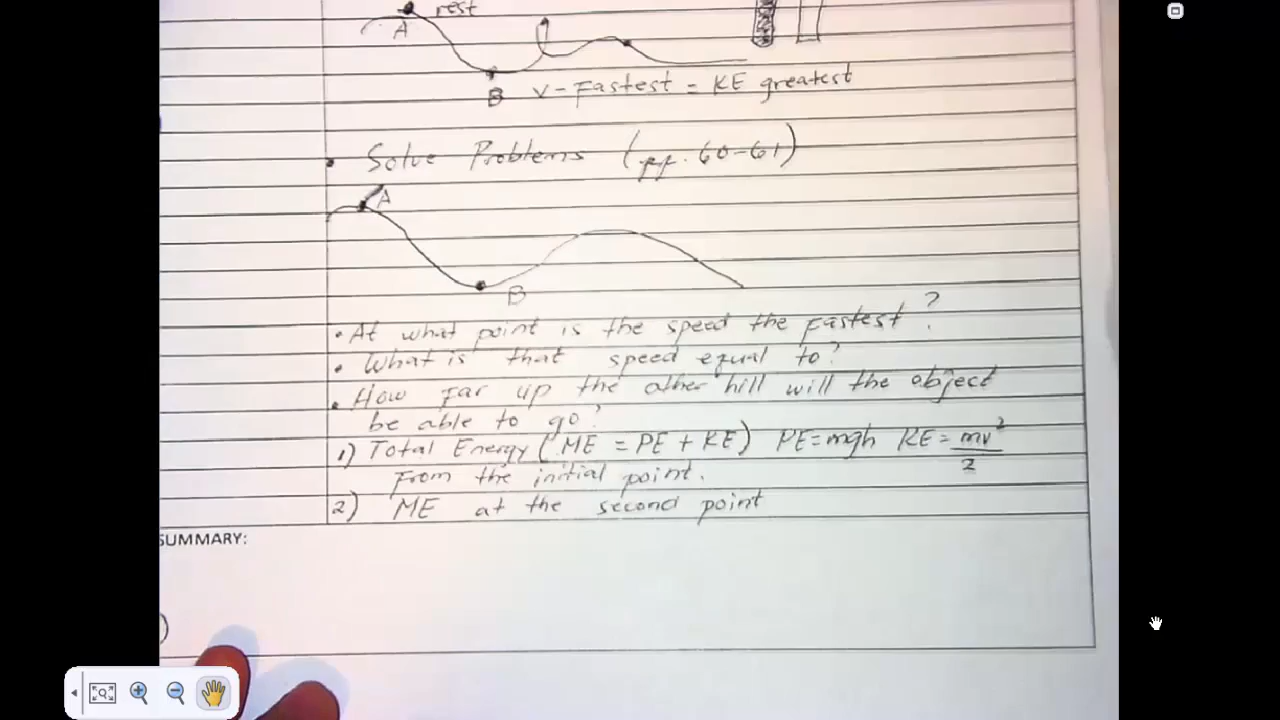 rest
A
B V-Fastest = KE greatest
• Solve Problems (pp. 60-61)
A
B
• At what point is the speed the fastest?
• What is that speed equal to?
• How far up the other hill will the object
be able to go?
1) Total Energy (ME = PE + KE) PE=mgh KE=mv²/2
From the initial point.
2) ME at the second point
SUMMARY: